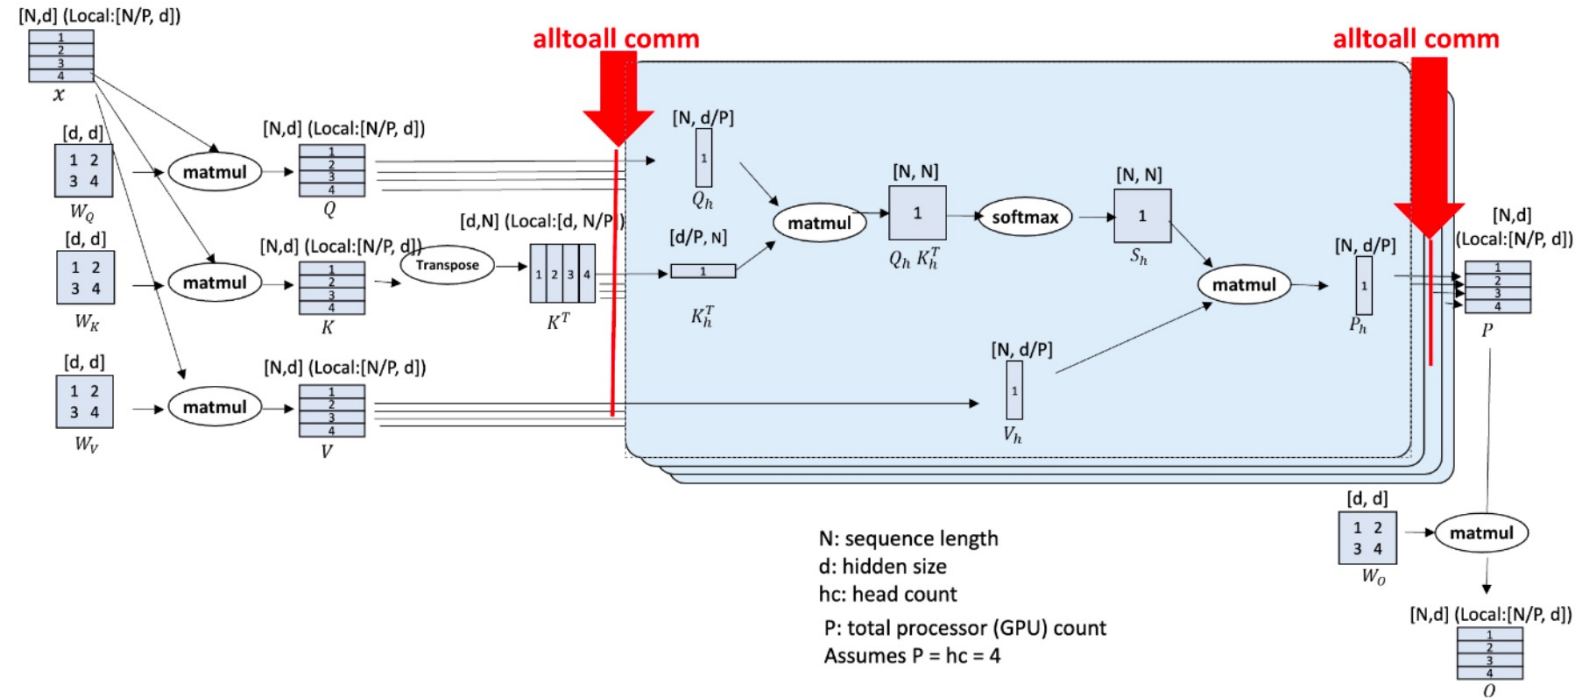 [N,d] (Local:[N/P, d])
1
2
3
4
x
[d, d]
1 2
3 4
W_Q
matmul
[N,d] (Local:[N/P, d])
1
2
3
4
Q
[d, d]
1 2
3 4
W_K
matmul
[N,d] (Local:[N/P, d])
1
2
3
4
K
Transpose
[d,N] (Local:[d, N/P])
1 2 3 4
K^T
[d, d]
1 2
3 4
W_V
matmul
[N,d] (Local:[N/P, d])
1
2
3
4
V
alltoall comm
[N, d/P]
1
Q_h
[d/P, N]
1
K_h^T
matmul
[N, N]
1
Q_h K_h^T
softmax
[N, N]
1
S_h
[N, d/P]
1
V_h
matmul
[N, d/P]
1
P_h
alltoall comm
[N,d]
(Local:[N/P, d])
1
2
3
4
P
[d, d]
1 2
3 4
W_O
matmul
[N,d] (Local:[N/P, d])
1
2
3
4
O
N: sequence length
d: hidden size
hc: head count
P: total processor (GPU) count
Assumes P = hc = 4